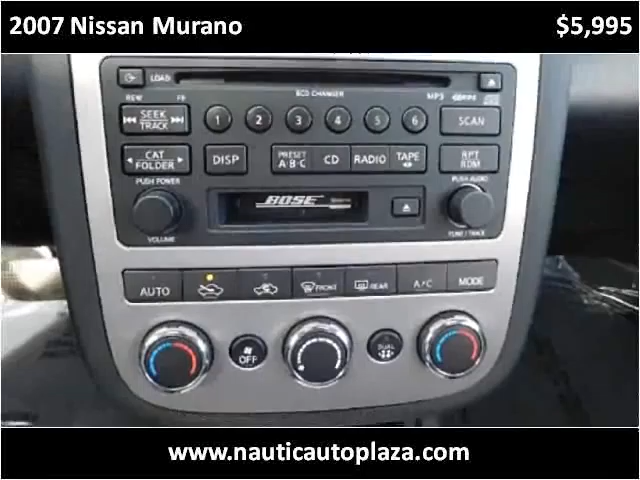 2007 Nissan Murano $5,995
LOAD
6CD CHANGER MP3
REW FF
SEEK TRACK 1 2 3 4 5 6 SCAN
CAT FOLDER DISP PRESET A·B·C CD RADIO TAPE RPT RDM
PUSH POWER PUSH AUDIO
BOSE
VOLUME TUNE / TRACK
AUTO FRONT REAR A/C MODE
OFF DUAL
www.nauticautoplaza.com